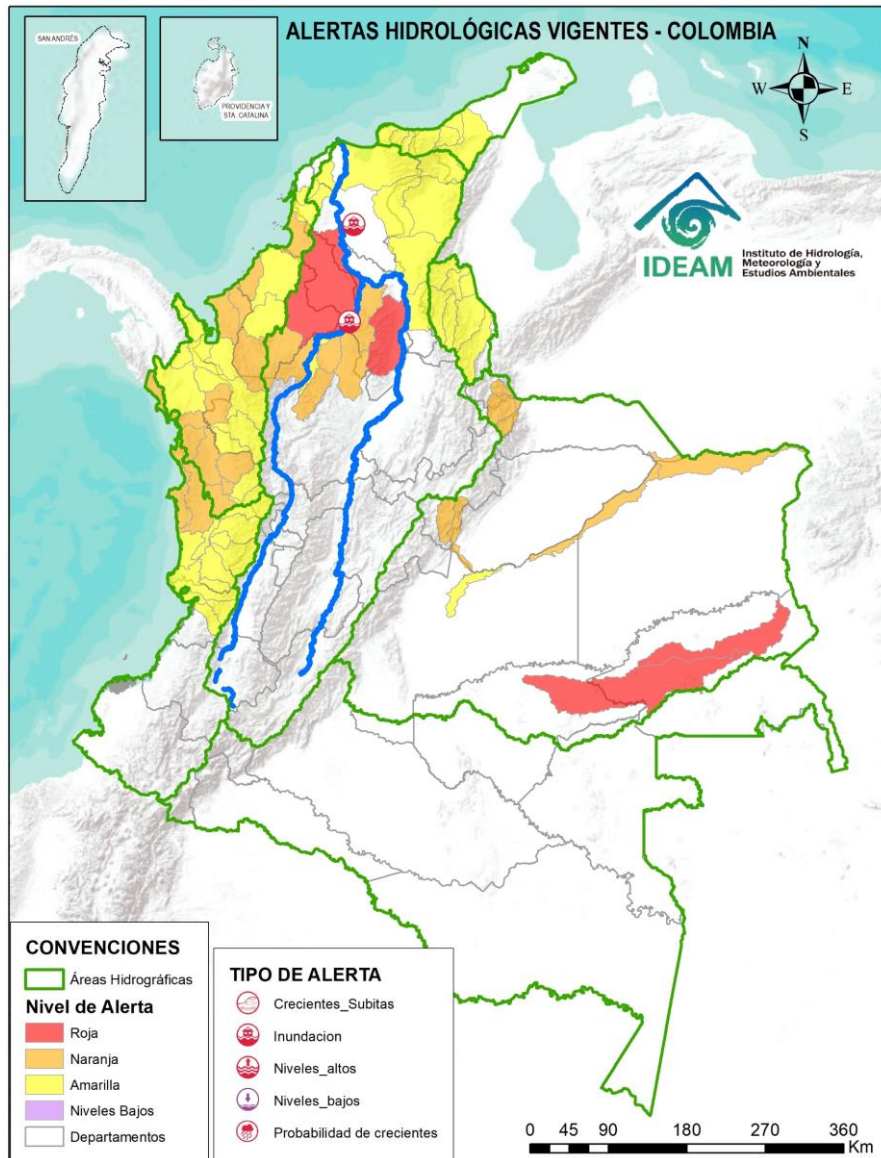 SAN ANDRÉS
PROVIDENCIA Y
STA. CATALINA
ALERTAS HIDROLÓGICAS VIGENTES - COLOMBIA
N
W
E
S
IDEAM
Instituto de Hidrología,
Meteorología y
Estudios Ambientales
CONVENCIONES
Áreas Hidrográficas
Nivel de Alerta
Roja
Naranja
Amarilla
Niveles Bajos
Departamentos
TIPO DE ALERTA
Crecientes_Subitas
Inundacion
Niveles_altos
Niveles_bajos
Probabilidad de crecientes
0 45 90 180 270 360
Km